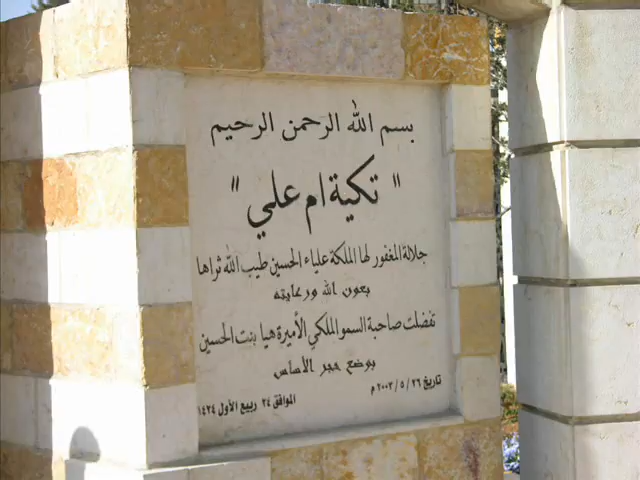 بسم الله الرحمن الرحيم
" تكية ام علي "
جلالة المغفور لها الملكة علياء الحسين طيب الله ثراها
بعون الله ورعايته
تفضلت صاحبة السمو الملكي الأميرة هيا بنت الحسين
بوضع حجر الأساس
تاريخ ٢٦ / ٥ / ٢٠٠٣ م
الموافق ٢٤ ربيع الأول ١٤٢٤